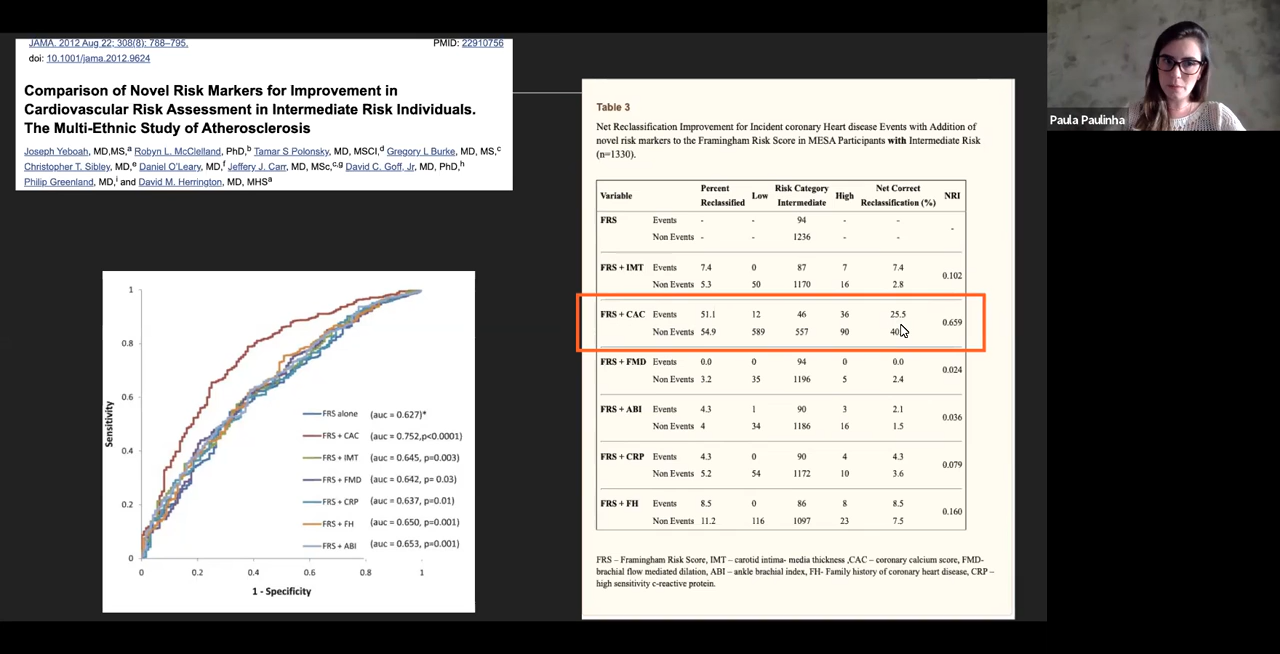 JAMA. 2012 Aug 22; 308(8): 788–795.
PMID: 22910756
doi: 10.1001/jama.2012.9624
Comparison of Novel Risk Markers for Improvement in
Cardiovascular Risk Assessment in Intermediate Risk Individuals.
The Multi-Ethnic Study of Atherosclerosis
Joseph Yeboah, MD,MS,a Robyn L. McClelland, PhD,b Tamar S Polonsky, MD, MSCI,d Gregory L Burke, MD, MS,c
Christopher T. Sibley, MD,e Daniel O'Leary, MD,f Jeffery J. Carr, MD, MSc,c,g David C. Goff, Jr, MD, PhD,h
Philip Greenland, MD,i and David M. Herrington, MD, MHSa
Paula Paulinha
Table 3
Net Reclassification Improvement for Incident coronary Heart disease Events with Addition of
novel risk markers to the Framingham Risk Score in MESA Participants with Intermediate Risk
(n=1330).
Variable Percent Reclassified Low Risk Category Intermediate High Net Correct Reclassification (%) NRI
FRS Events - - 94 - - -
Non Events - - 1236 - -
FRS + IMT Events 7.4 0 87 7 7.4 0.102
Non Events 5.3 50 1170 16 2.8
FRS + CAC Events 51.1 12 46 36 25.5 0.659
Non Events 54.9 589 557 90
FRS + FMD Events 0.0 0 94 0 0.0 0.024
Non Events 3.2 35 1196 5 2.4
FRS + ABI Events 4.3 1 90 3 2.1 0.036
Non Events 4 34 1186 16 1.5
FRS + CRP Events 4.3 0 90 4 4.3 0.079
Non Events 5.2 54 1172 10 3.6
FRS + FH Events 8.5 0 86 8 8.5 0.160
Non Events 11.2 116 1097 23 7.5
FRS – Framingham Risk Score, IMT – carotid intima- media thickness ,CAC – coronary calcium score, FMD-
brachial flow mediated dilation, ABI – ankle brachial index, FH- Family history of coronary heart disease, CRP –
high sensitivity c-reactive protein.
Sensitivity
1
0.8
0.6
0.4
0.2
0
FRS alone (auc = 0.627)*
FRS + CAC (auc = 0.752,p<0.0001)
FRS + IMT (auc = 0.645, p=0.003)
FRS + FMD (auc = 0.642, p= 0.03)
FRS + CRP (auc = 0.637, p=0.01)
FRS + FH (auc = 0.650, p=0.001)
FRS + ABI (auc = 0.653, p=0.001)
0 0.2 0.4 0.6 0.8 1
1 - Specificity